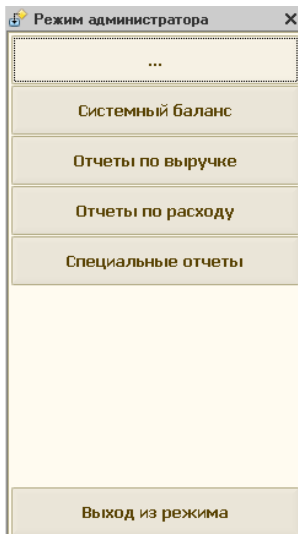 Режим администратора
...
Системный баланс
Отчеты по выручке
Отчеты по расходу
Специальные отчеты
Выход из режима